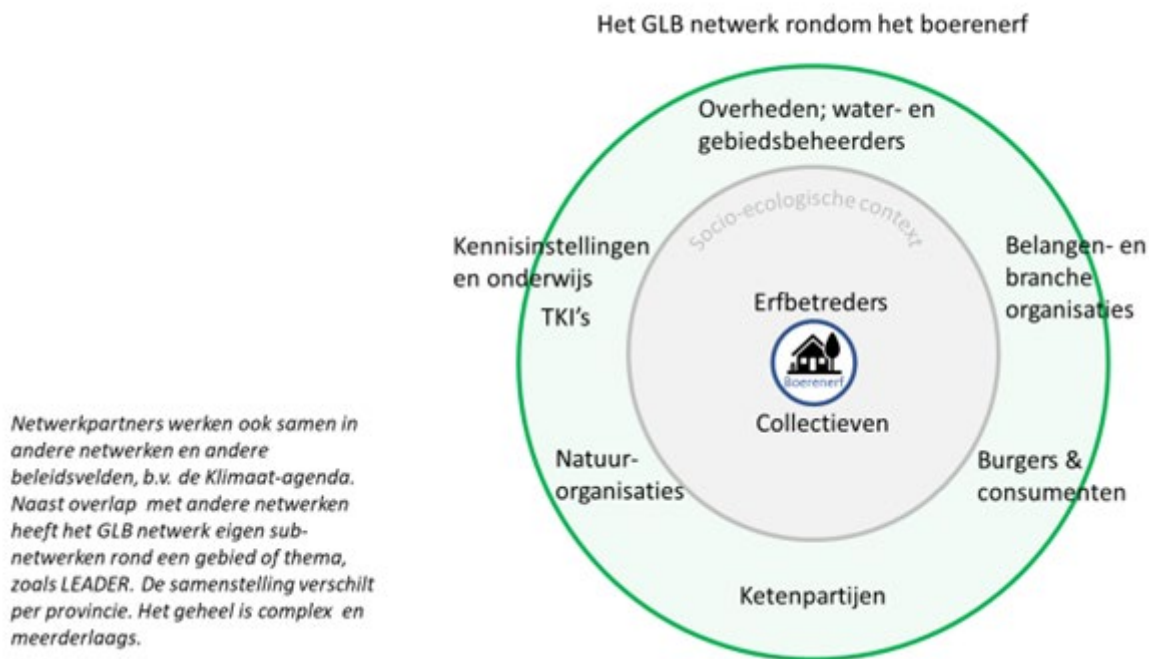 Het GLB netwerk rondom het boerenerf
Overheden; water- en
gebiedsbeheerders
Socio-ecologische context
Kennisinstellingen
en onderwijs
TKI's
Belangen- en
branche
organisaties
Erfbetreders
Boerenerf
Collectieven
Natuur-
organisaties
Burgers &
consumenten
Ketenpartijen
Netwerkpartners werken ook samen in
andere netwerken en andere
beleidsvelden, b.v. de Klimaat-agenda.
Naast overlap met andere netwerken
heeft het GLB netwerk eigen sub-
netwerken rond een gebied of thema,
zoals LEADER. De samenstelling verschilt
per provincie. Het geheel is complex en
meerderlaags.